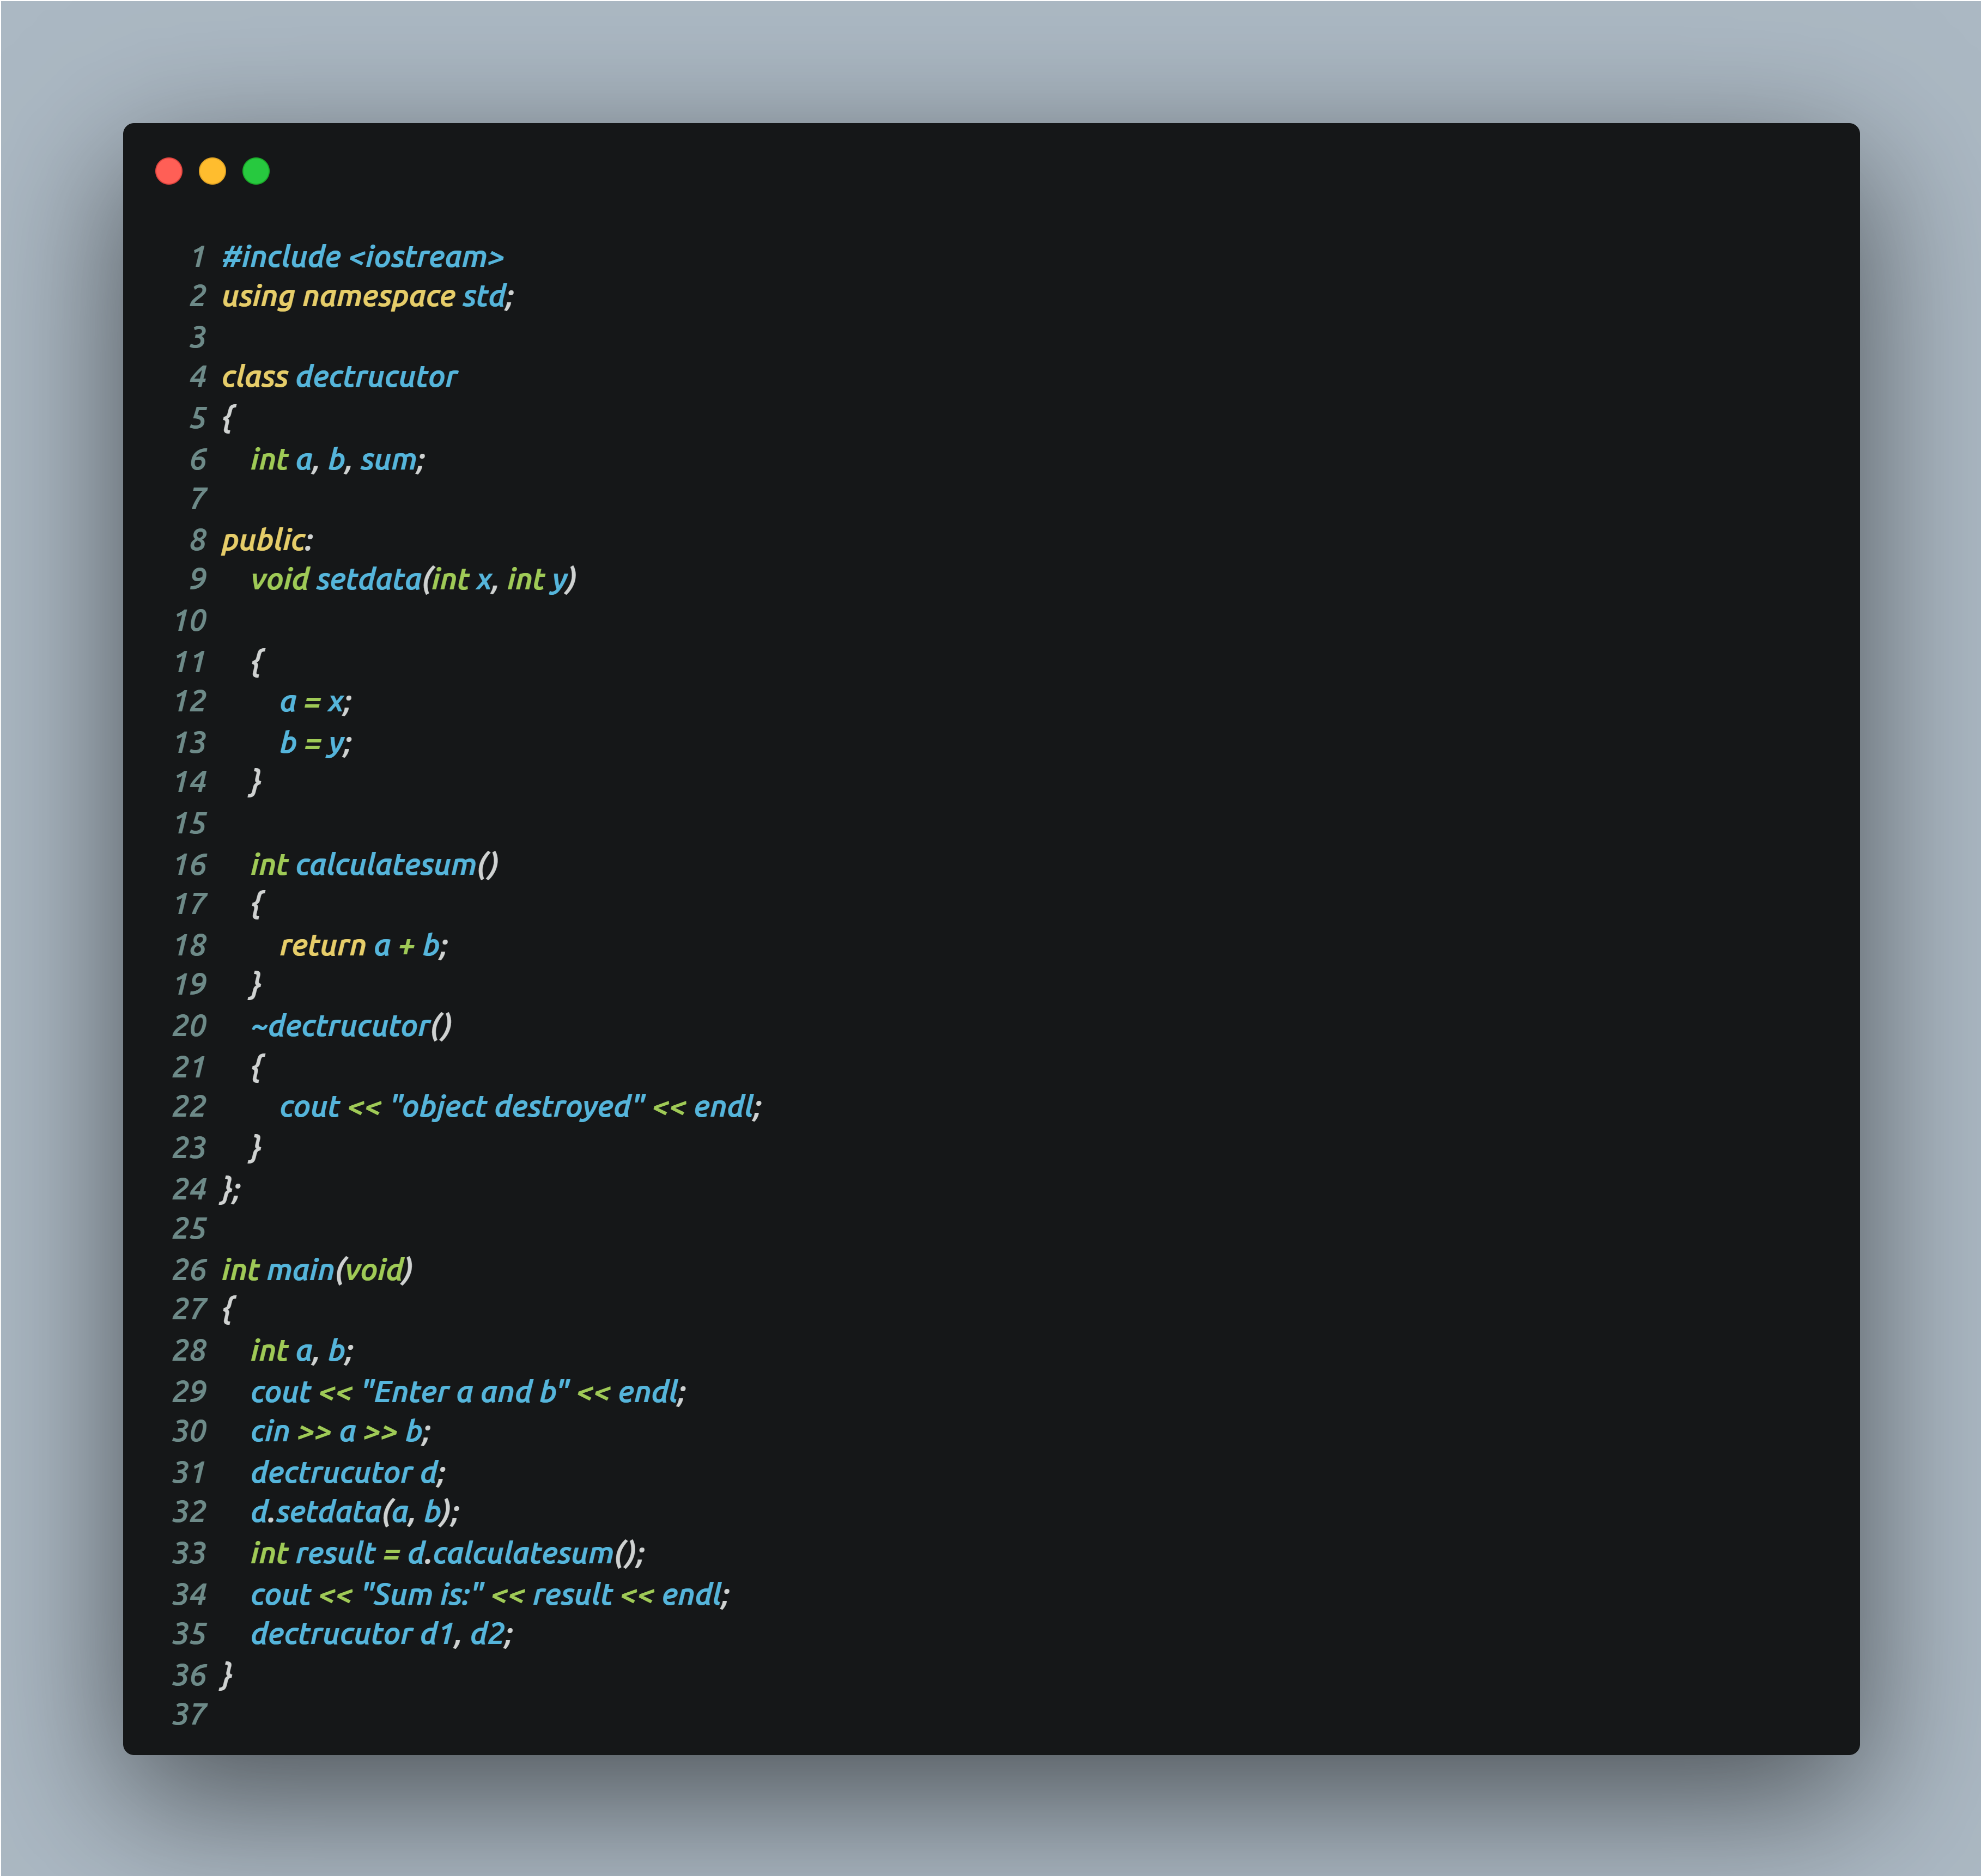 1 #include <iostream>
2 using namespace std;
3
4 class dectrucutor
5 {
6     int a, b, sum;
7
8 public:
9     void setdata(int x, int y)
10
11     {
12         a = x;
13         b = y;
14     }
15
16     int calculatesum()
17     {
18         return a + b;
19     }
20     ~dectrucutor()
21     {
22         cout << "object destroyed" << endl;
23     }
24 };
25
26 int main(void)
27 {
28     int a, b;
29     cout << "Enter a and b" << endl;
30     cin >> a >> b;
31     dectrucutor d;
32     d.setdata(a, b);
33     int result = d.calculatesum();
34     cout << "Sum is:" << result << endl;
35     dectrucutor d1, d2;
36 }
37